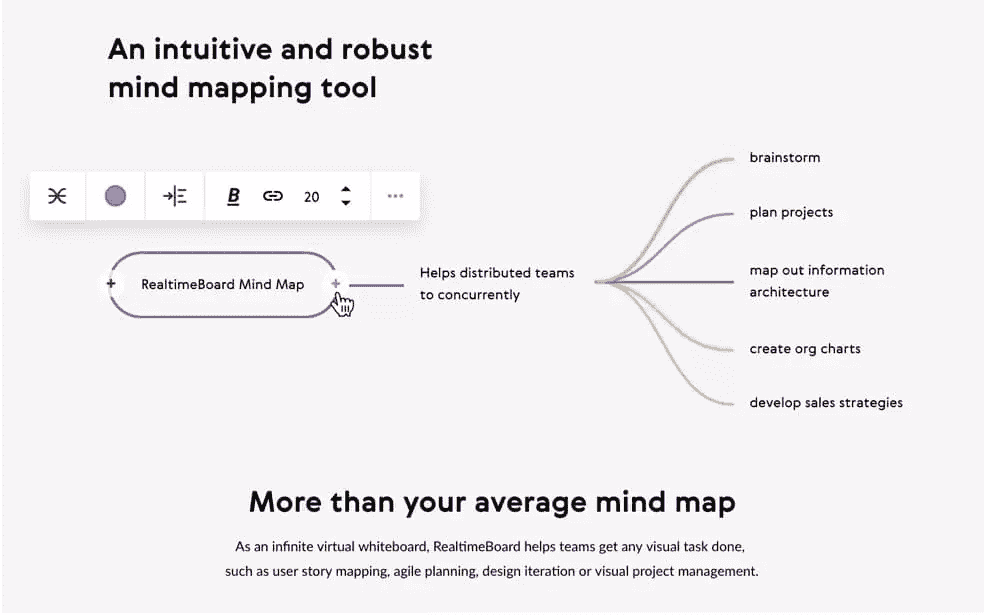 An intuitive and robust
mind mapping tool
B
20
RealtimeBoard Mind Map
Helps distributed teams
to concurrently
brainstorm
plan projects
map out information
architecture
create org charts
develop sales strategies
More than your average mind map
As an infinite virtual whiteboard, RealtimeBoard helps teams get any visual task done,
such as user story mapping, agile planning, design iteration or visual project management.